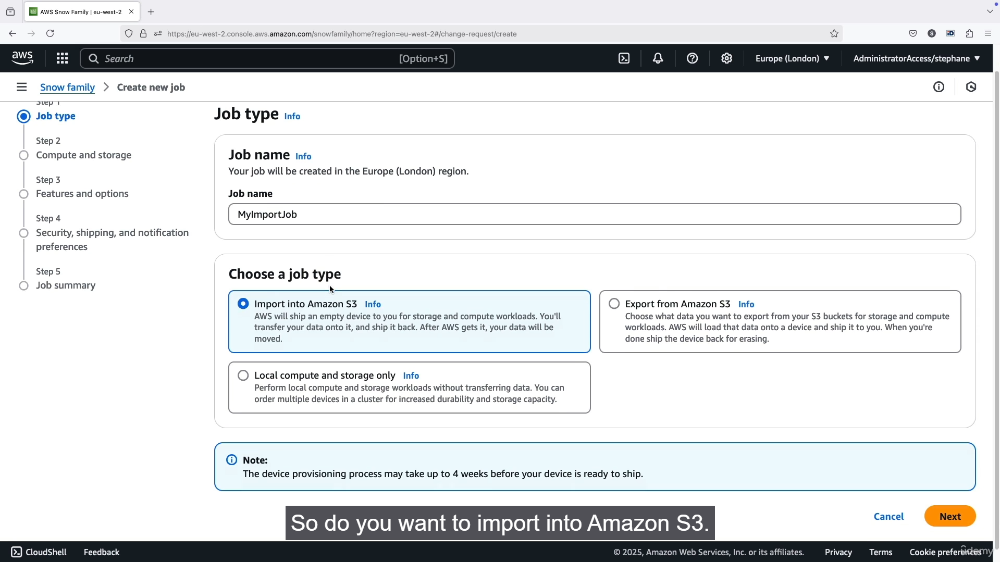 AWS Snow Family | eu-west-2
https://eu-west-2.console.aws.amazon.com/snowfamily/home?region=eu-west-2#/change-request/create
S
iD
aws
Search
[Option+S]
Europe (London)
AdministratorAccess/stephane
Snow family
Create new job
Step 1
Job type
Step 2
Compute and storage
Step 3
Features and options
Step 4
Security, shipping, and notification
preferences
Step 5
Job summary
Job type Info
Job name Info
Your job will be created in the Europe (London) region.
Job name
MyImportJob
Choose a job type
Import into Amazon S3 Info
AWS will ship an empty device to you for storage and compute workloads. You'll
transfer your data onto it, and ship it back. After AWS gets it, your data will be
moved.
Export from Amazon S3 Info
Choose what data you want to export from your S3 buckets for storage and compute
workloads. AWS will load that data onto a device and ship it to you. When you're
done ship the device back for erasing.
Local compute and storage only Info
Perform local compute and storage workloads without transferring data. You can
order multiple devices in a cluster for increased durability and storage capacity.
Note:
The device provisioning process may take up to 4 weeks before your device is ready to ship.
So do you want to import into Amazon S3.
Cancel
Next
CloudShell
Feedback
© 2025, Amazon Web Services, Inc. or its affiliates.
Privacy
Terms
Cookie preferences
udemy